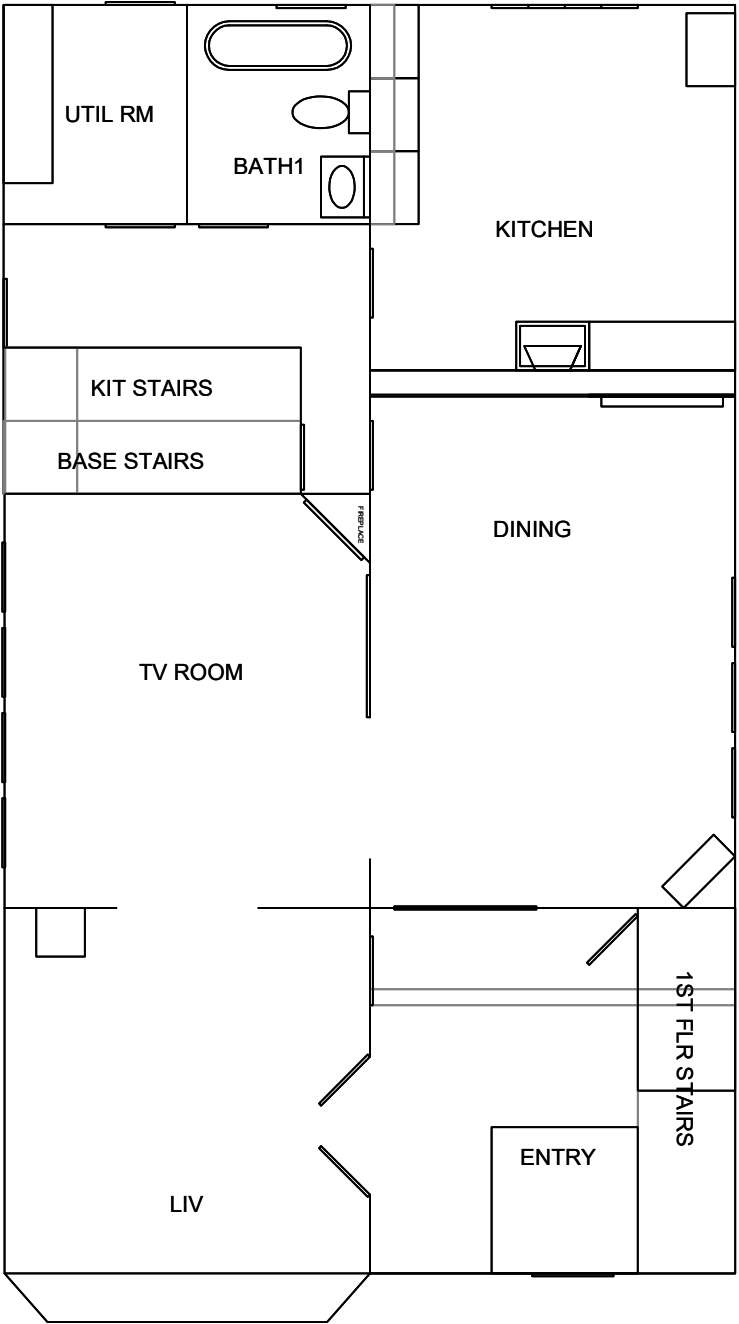 UTIL RM
BATH1
KITCHEN
KIT STAIRS
BASE STAIRS
FIREPLACE
DINING
TV ROOM
1ST FLR STAIRS
ENTRY
LIV